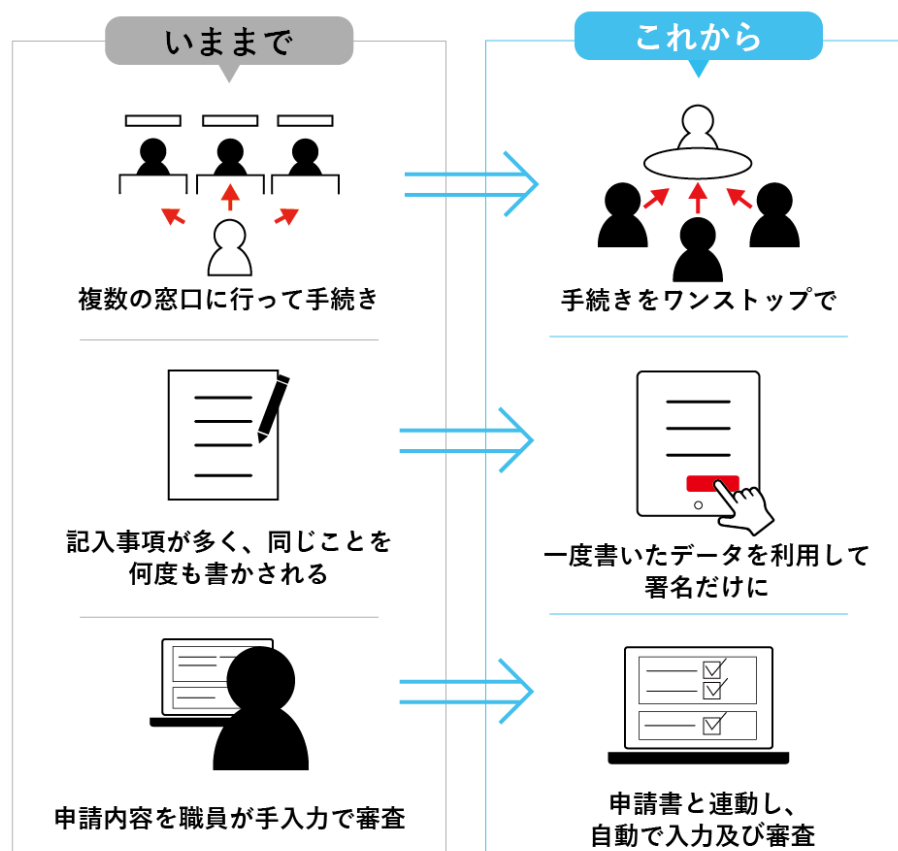 いままで
これから
複数の窓口に行って手続き
手続きをワンストップで
記入事項が多く、同じことを
何度も書かされる
一度書いたデータを利用して
署名だけに
申請内容を職員が手入力で審査
申請書と連動し、
自動で入力及び審査